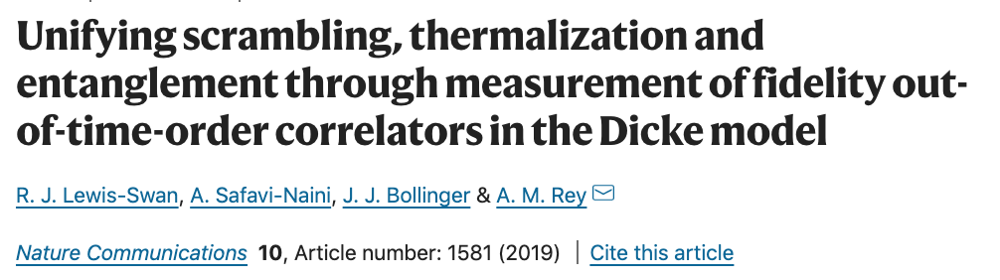 Unifying scrambling, thermalization and
entanglement through measurement of fidelity out-
of-time-order correlators in the Dicke model
R. J. Lewis-Swan, A. Safavi-Naini, J. J. Bollinger & A. M. Rey
Nature Communications 10, Article number: 1581 (2019) | Cite this article